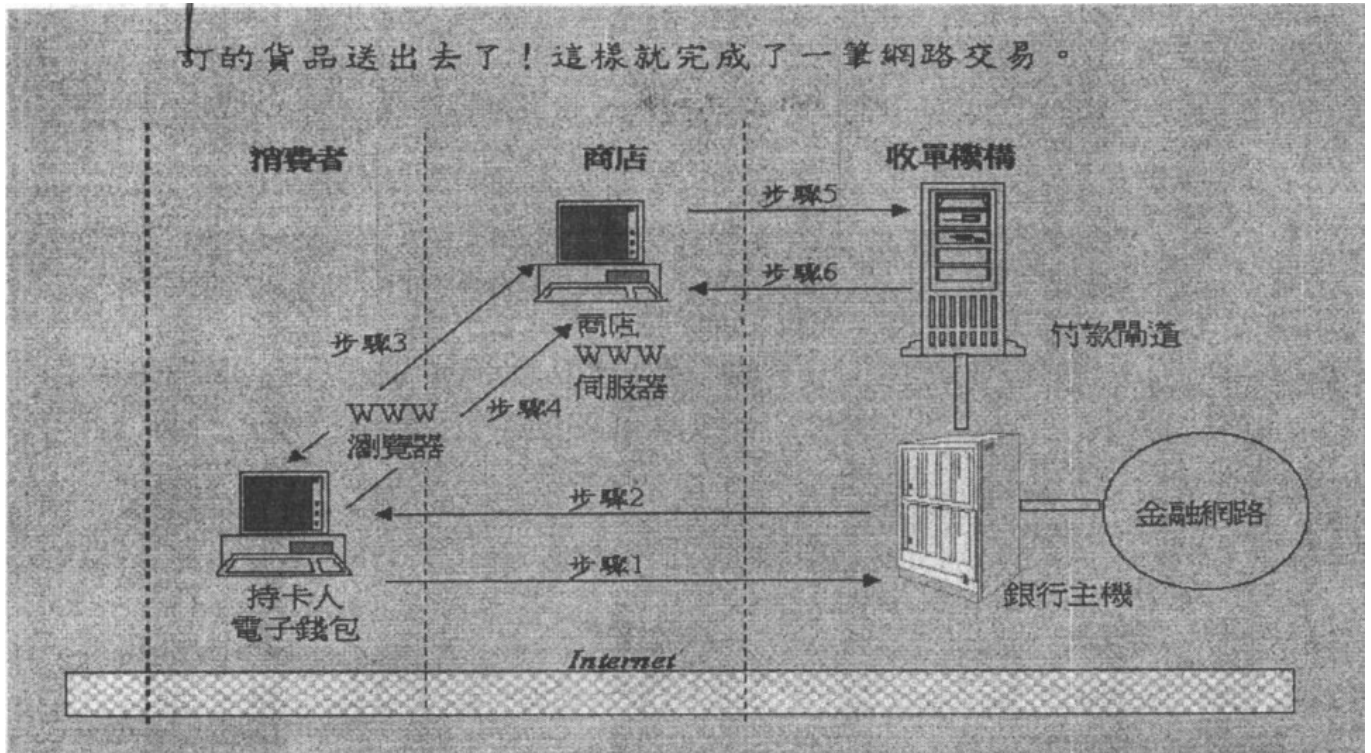 訂的貨品送出去了！這樣就完成了一筆網路交易。
消費者
商店
收單機構
步驟5
步驟6
商店
WWW
伺服器
付款閘道
步驟3
WWW
瀏覽器
步驟4
步驟2
金融網路
步驟1
持卡人
電子錢包
銀行主機
Internet